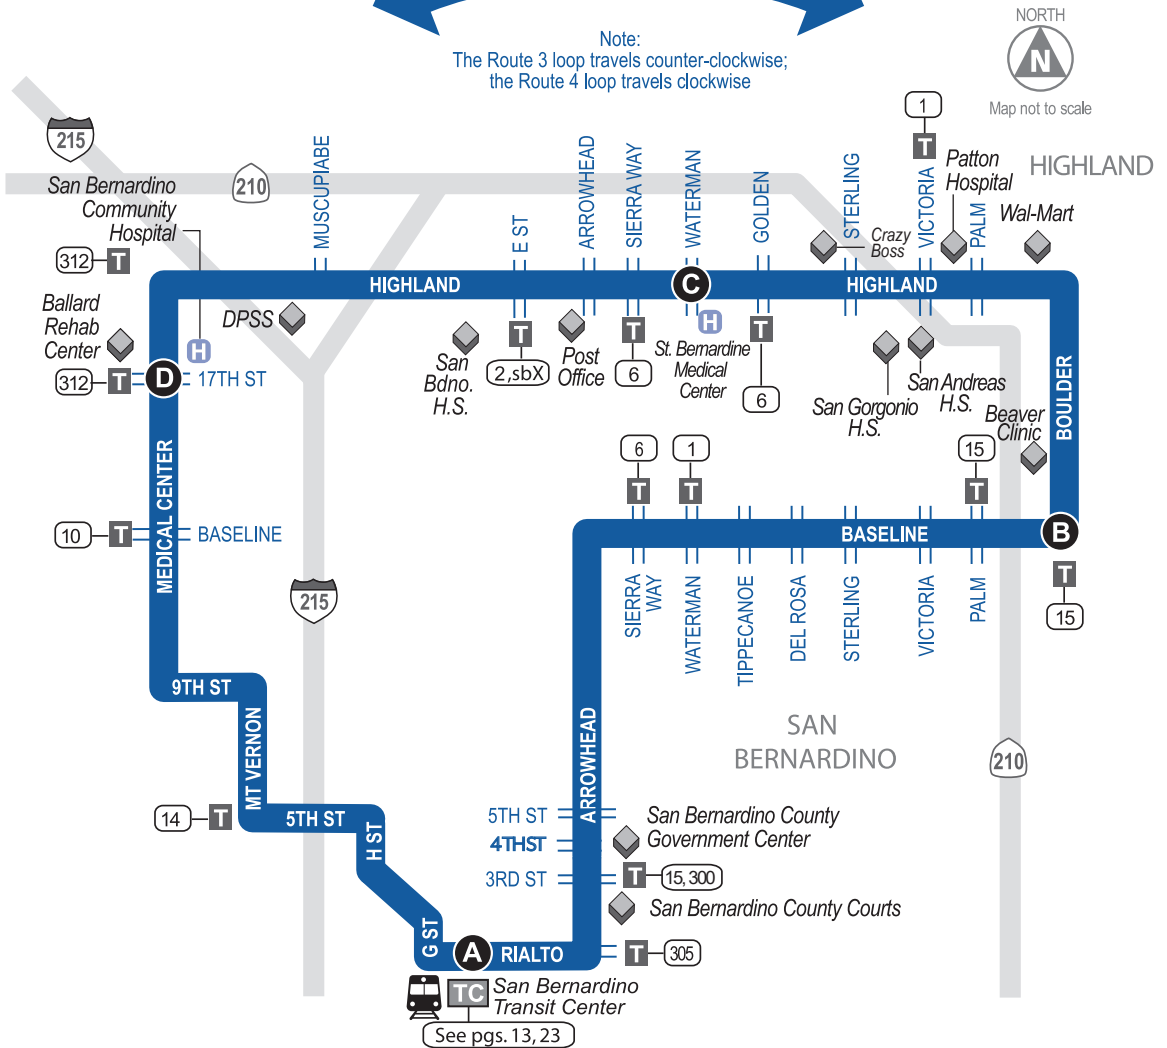 Note:
The Route 3 loop travels counter-clockwise;
the Route 4 loop travels clockwise
NORTH
N
Map not to scale
215
210
San Bernardino
Community
Hospital
312 T
MUSCUPIABE
E ST
ARROWHEAD
SIERRA WAY
WATERMAN
GOLDEN
STERLING
1
T
VICTORIA
Patton
Hospital
PALM
HIGHLAND
Wal-Mart
Crazy
Boss
HIGHLAND
C
HIGHLAND
Ballard
Rehab
Center
H
DPSS
San
Bdno.
H.S.
T
2,sbX
Post
Office
T
6
H
St. Bernardine
Medical
Center
T
6
San Gorgonio
H.S.
San Andreas
H.S.
Beaver
Clinic
BOULDER
312 T
D
17TH ST
MEDICAL CENTER
10 T
BASELINE
6
T
1
T
15
T
BASELINE
B
T
15
SIERRA
WAY
WATERMAN
TIPPECANOE
DEL ROSA
STERLING
VICTORIA
PALM
215
9TH ST
MT VERNON
ARROWHEAD
SAN
BERNARDINO
210
14 T
5TH ST
H ST
5TH ST
4THST
3RD ST
San Bernardino County
Government Center
T 15, 300
San Bernardino County Courts
G ST
A
RIALTO
T 305
TC
San Bernardino
Transit Center
See pgs. 13, 23